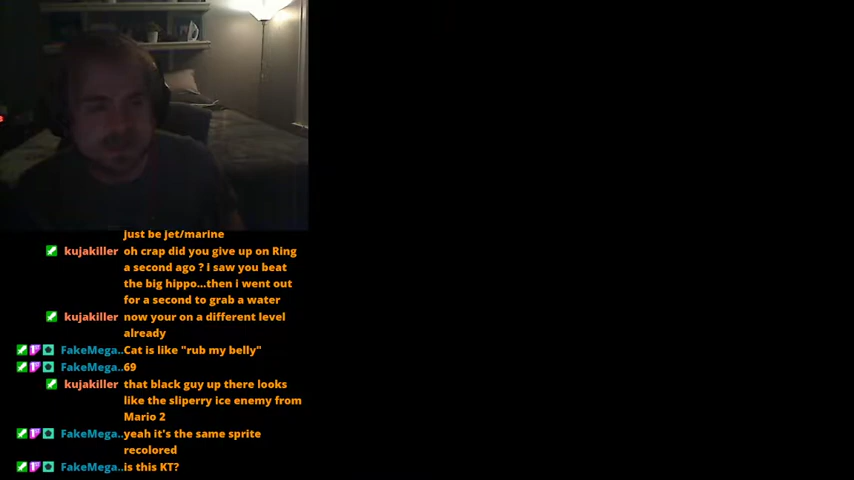 just be jet/marine
kujakiller oh crap did you give up on Ring
a second ago ? i saw you beat
the big hippo...then i went out
for a second to grab a water
kujakiller now your on a different level
already
FakeMega.. Cat is like "rub my belly"
FakeMega.. 69
kujakiller that black guy up there looks
like the sliperry ice enemy from
Mario 2
FakeMega.. yeah it's the same sprite
recolored
FakeMega.. is this KT?